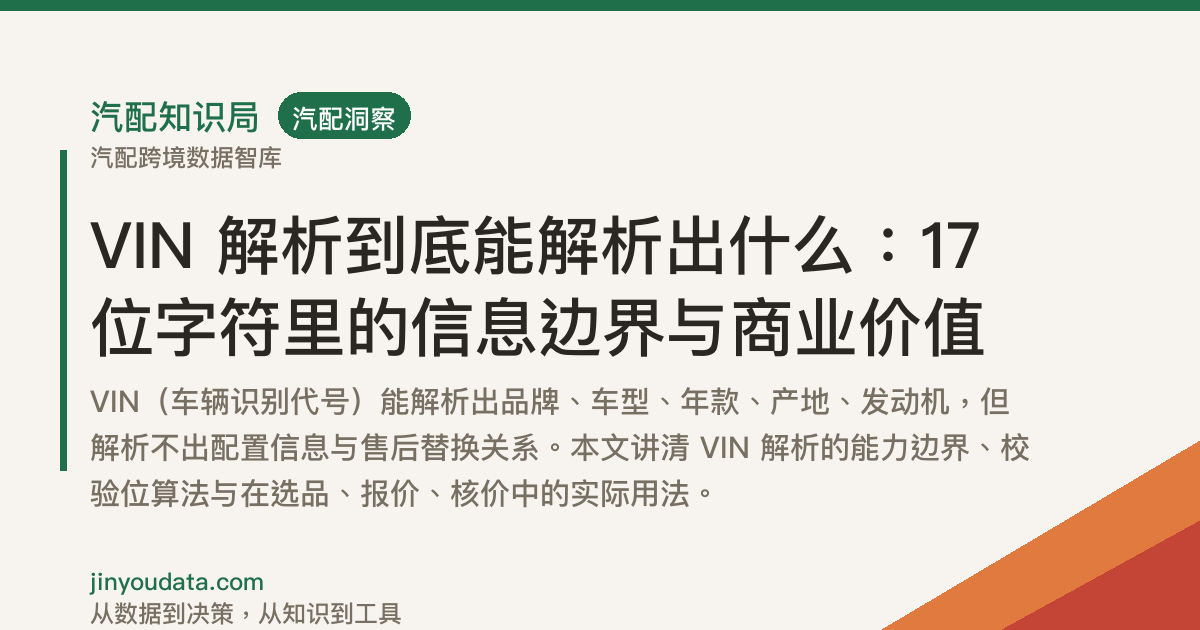 汽配知识局 汽配洞察
汽配跨境数据智库
VIN 解析到底能解析出什么：17
位字符里的信息边界与商业价值
VIN（车辆识别代号）能解析出品牌、车型、年款、产地、发动机，但
解析不出配置信息与售后替换关系。本文讲清 VIN 解析的能力边界、校
验位算法与在选品、报价、核价中的实际用法。
jinyoudata.com
从数据到决策，从知识到工具